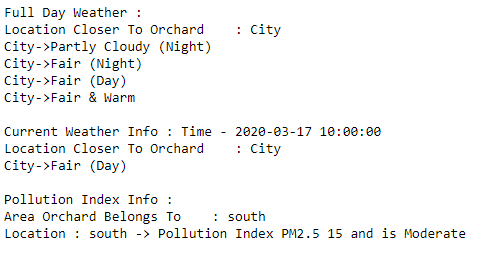 Full Day Weather :
Location Closer To Orchard    : City
City->Partly Cloudy (Night)
City->Fair (Night)
City->Fair (Day)
City->Fair & Warm

Current Weather Info : Time - 2020-03-17 10:00:00
Location Closer To Orchard    : City
City->Fair (Day)

Pollution Index Info :
Area Orchard Belongs To    : south
Location : south -> Pollution Index PM2.5 15 and is Moderate